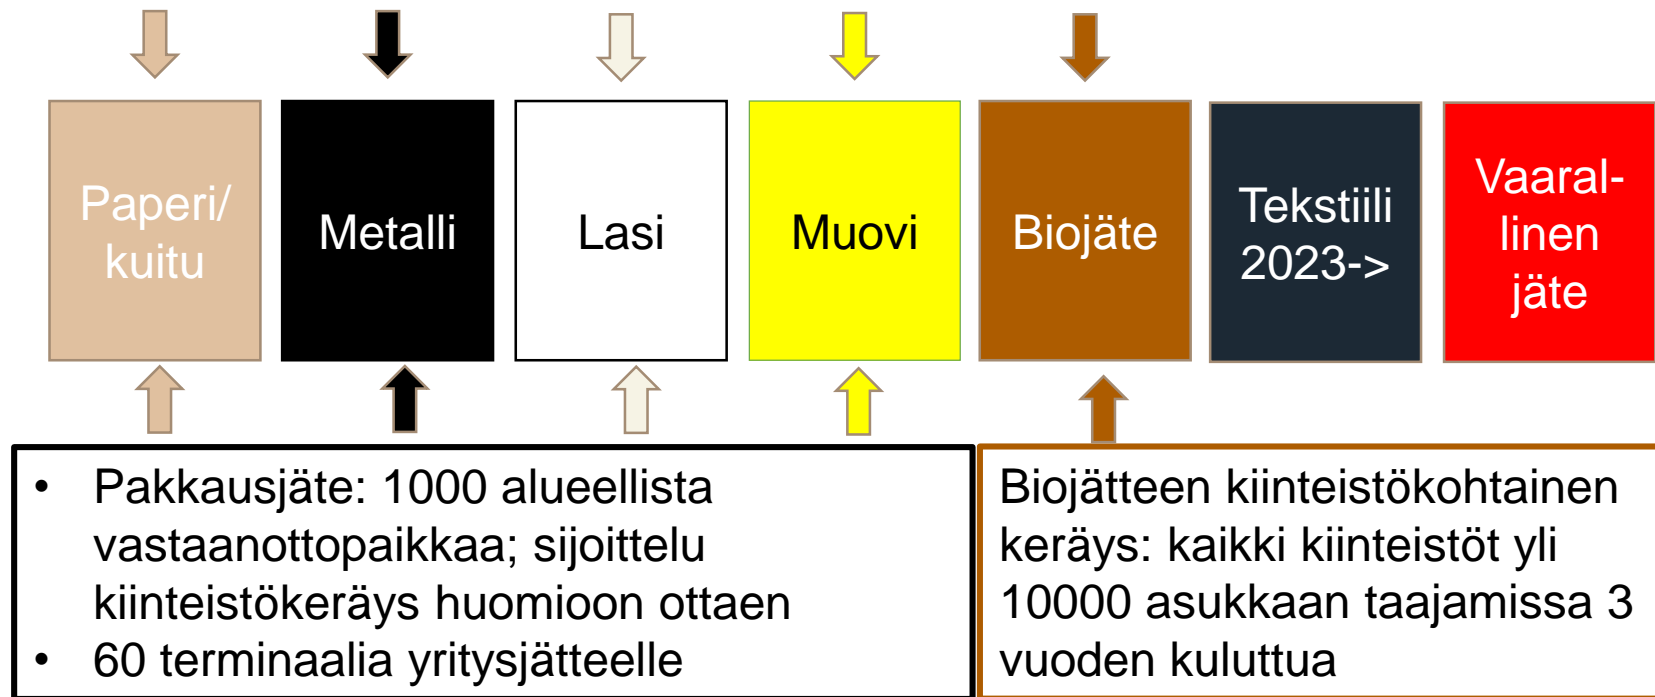 Paperi/
kuitu
Metalli
Lasi
Muovi
Biojäte
Tekstiili
2023->
Vaaral-
linen
jäte
• Pakkausjäte: 1000 alueellista
vastaanottopaikkaa; sijoittelu
kiinteistökeräys huomioon ottaen
• 60 terminaalia yritysjätteelle
Biojätteen kiinteistökohtainen
keräys: kaikki kiinteistöt yli
10000 asukkaan taajamissa 3
vuoden kuluttua